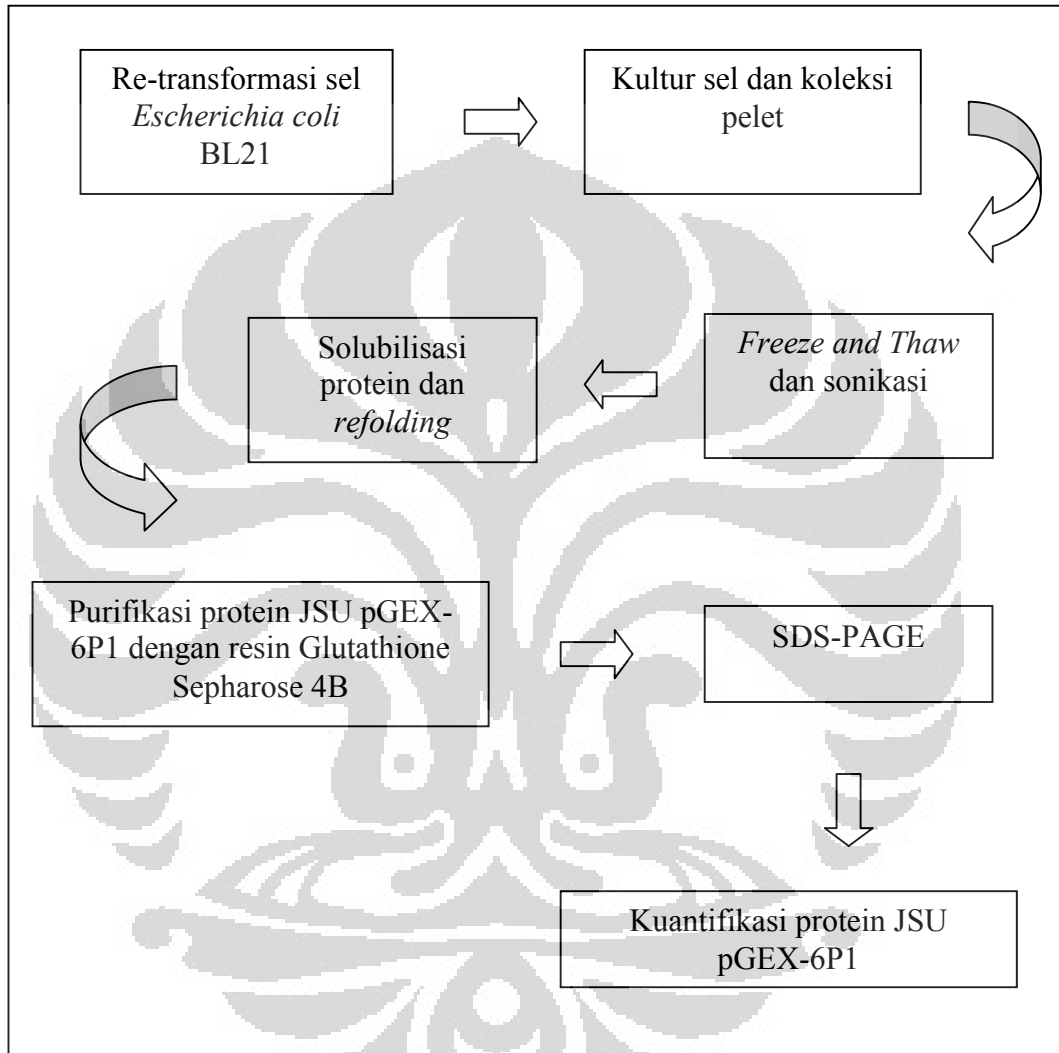 Re-transformasi sel
Escherichia coli
BL21
Kultur sel dan koleksi
pelet
Freeze and Thaw
dan sonikasi
Solubilisasi
protein dan
refolding
Purifikasi protein JSU pGEX-
6P1 dengan resin Glutathione
Sepharose 4B
SDS-PAGE
Kuantifikasi protein JSU
pGEX-6P1